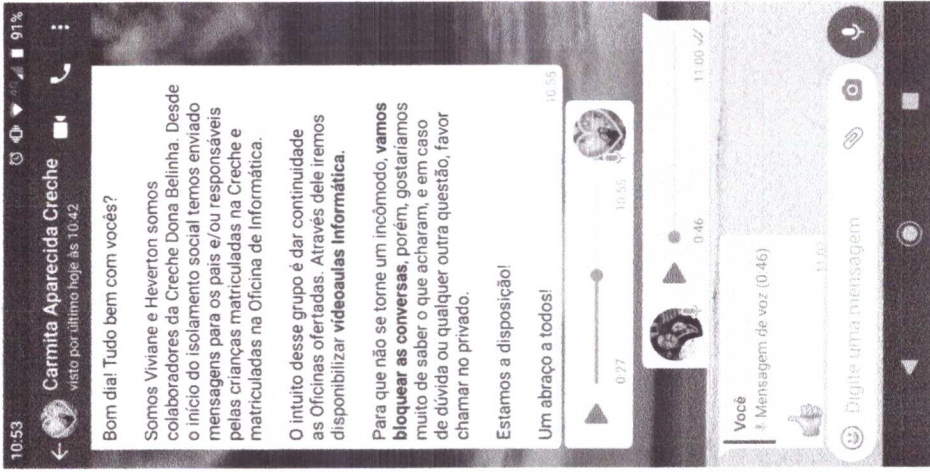 10:53
4G
91%
Carmita Aparecida Creche
visto por último hoje às 10:42
Bom dia! Tudo bem com vocês?
Somos Viviane e Heverton somos
colaboradores da Creche Dona Belinha. Desde
o início do isolamento social temos enviado
mensagens para os pais e/ou responsáveis
pelas crianças matriculadas na Creche e
matriculadas na Oficina de Informática.
O intuito desse grupo é dar continuidade
as Oficinas ofertadas. Através dele iremos
disponibilizar vídeoaulas Informática.
Para que não se torne um incômodo, vamos
bloquear as conversas, porém, gostaríamos
muito de saber o que acharam, e em caso
de dúvida ou qualquer outra questão, favor
chamar no privado.
Estamos a disposição!
Um abraço a todos!
10:55
0:27
10:55
0:46
11:00
Você
Mensagem de voz (0:46)
11:02
Digite uma mensagem